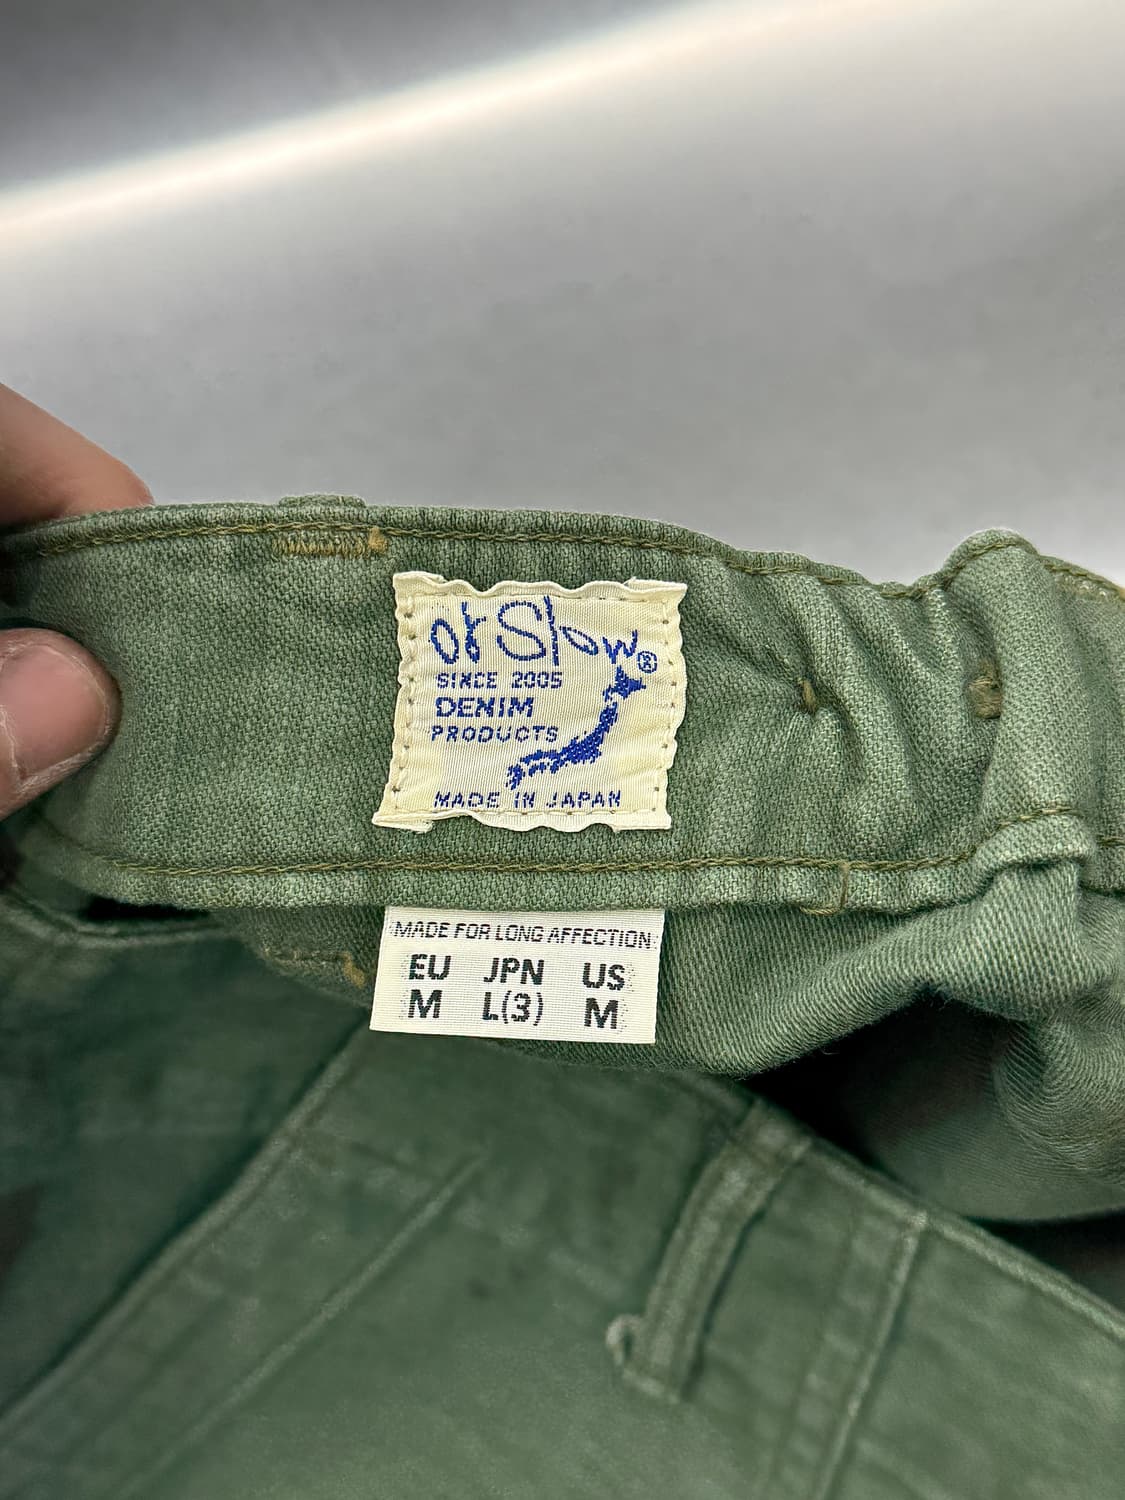 orSlow®
SINCE 2005
DENIM
PRODUCTS
MADE IN JAPAN
MADE FOR LONG AFFECTION
EU JPN US
M L(3) M